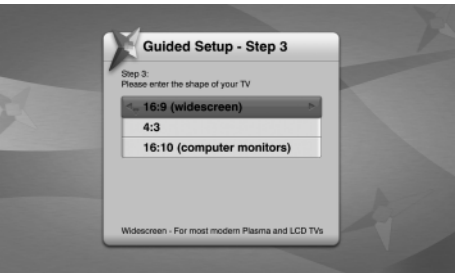 Guided Setup - Step 3
Step 3:
Please enter the shape of your TV
16:9 (widescreen)
4:3
16:10 (computer monitors)
Widescreen - For most modern Plasma and LCD TVs